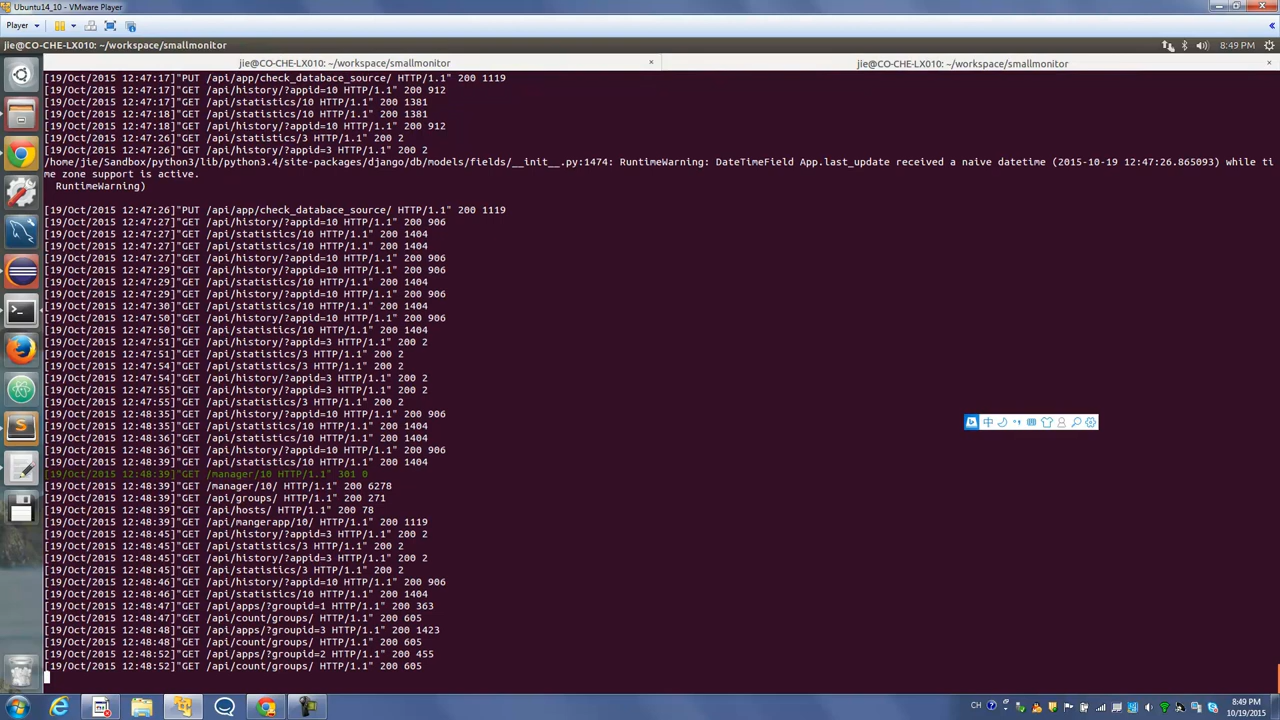 Ubuntu14_10 - VMware Player
Player
jie@CO-CHE-LX010: ~/workspace/smallmonitor
8:49 PM
jie@CO-CHE-LX010: ~/workspace/smallmonitor
jie@CO-CHE-LX010: ~/workspace/smallmonitor
[19/Oct/2015 12:47:17]"PUT /api/app/check_databace_source/ HTTP/1.1" 200 1119
[19/Oct/2015 12:47:17]"GET /api/history/?appid=10 HTTP/1.1" 200 912
[19/Oct/2015 12:47:17]"GET /api/statistics/10 HTTP/1.1" 200 1381
[19/Oct/2015 12:47:18]"GET /api/statistics/10 HTTP/1.1" 200 1381
[19/Oct/2015 12:47:18]"GET /api/history/?appid=10 HTTP/1.1" 200 912
[19/Oct/2015 12:47:26]"GET /api/statistics/3 HTTP/1.1" 200 2
/home/jie/Sandbox/python3/lib/python3.4/site-packages/django/db/models/fields/__init__.py:1474: RuntimeWarning: DateTimeField App.last_update received a naive datetime (2015-10-19 12:47:26.865093) while ti
me zone support is active.
RuntimeWarning)
[19/Oct/2015 12:47:26]"PUT /api/app/check_databace_source/ HTTP/1.1" 200 1119
[19/Oct/2015 12:47:27]"GET /api/history/?appid=10 HTTP/1.1" 200 906
[19/Oct/2015 12:47:27]"GET /api/statistics/10 HTTP/1.1" 200 1404
[19/Oct/2015 12:47:27]"GET /api/statistics/10 HTTP/1.1" 200 1404
[19/Oct/2015 12:47:27]"GET /api/history/?appid=10 HTTP/1.1" 200 906
[19/Oct/2015 12:47:29]"GET /api/history/?appid=10 HTTP/1.1" 200 906
[19/Oct/2015 12:47:29]"GET /api/statistics/10 HTTP/1.1" 200 1404
[19/Oct/2015 12:47:29]"GET /api/history/?appid=10 HTTP/1.1" 200 906
[19/Oct/2015 12:47:30]"GET /api/statistics/10 HTTP/1.1" 200 1404
[19/Oct/2015 12:47:50]"GET /api/history/?appid=10 HTTP/1.1" 200 906
[19/Oct/2015 12:47:50]"GET /api/statistics/10 HTTP/1.1" 200 1404
[19/Oct/2015 12:47:51]"GET /api/history/?appid=3 HTTP/1.1" 200 2
[19/Oct/2015 12:47:51]"GET /api/statistics/3 HTTP/1.1" 200 2
[19/Oct/2015 12:47:54]"GET /api/statistics/3 HTTP/1.1" 200 2
[19/Oct/2015 12:47:54]"GET /api/history/?appid=3 HTTP/1.1" 200 2
[19/Oct/2015 12:47:55]"GET /api/history/?appid=3 HTTP/1.1" 200 2
[19/Oct/2015 12:47:55]"GET /api/statistics/3 HTTP/1.1" 200 2
[19/Oct/2015 12:48:35]"GET /api/history/?appid=10 HTTP/1.1" 200 906
[19/Oct/2015 12:48:35]"GET /api/statistics/10 HTTP/1.1" 200 1404
[19/Oct/2015 12:48:36]"GET /api/statistics/10 HTTP/1.1" 200 1404
[19/Oct/2015 12:48:36]"GET /api/history/?appid=10 HTTP/1.1" 200 906
[19/Oct/2015 12:48:39]"GET /api/statistics/10 HTTP/1.1" 200 1404
[19/Oct/2015 12:48:39]"GET /manager/10 HTTP/1.1" 301 0
[19/Oct/2015 12:48:39]"GET /manager/10/ HTTP/1.1" 200 6278
[19/Oct/2015 12:48:39]"GET /api/groups/ HTTP/1.1" 200 271
[19/Oct/2015 12:48:39]"GET /api/hosts/ HTTP/1.1" 200 78
[19/Oct/2015 12:48:39]"GET /api/mangerapp/10/ HTTP/1.1" 200 1119
[19/Oct/2015 12:48:45]"GET /api/history/?appid=3 HTTP/1.1" 200 2
[19/Oct/2015 12:48:45]"GET /api/statistics/3 HTTP/1.1" 200 2
[19/Oct/2015 12:48:45]"GET /api/history/?appid=3 HTTP/1.1" 200 2
[19/Oct/2015 12:48:45]"GET /api/statistics/3 HTTP/1.1" 200 2
[19/Oct/2015 12:48:46]"GET /api/history/?appid=10 HTTP/1.1" 200 906
[19/Oct/2015 12:48:46]"GET /api/statistics/10 HTTP/1.1" 200 1404
[19/Oct/2015 12:48:47]"GET /api/apps/?groupid=1 HTTP/1.1" 200 363
[19/Oct/2015 12:48:47]"GET /api/count/groups/ HTTP/1.1" 200 605
[19/Oct/2015 12:48:48]"GET /api/apps/?groupid=3 HTTP/1.1" 200 1423
[19/Oct/2015 12:48:48]"GET /api/count/groups/ HTTP/1.1" 200 605
[19/Oct/2015 12:48:52]"GET /api/apps/?groupid=2 HTTP/1.1" 200 455
[19/Oct/2015 12:48:52]"GET /api/count/groups/ HTTP/1.1" 200 605
中
CH
8:49 PM
10/19/2015